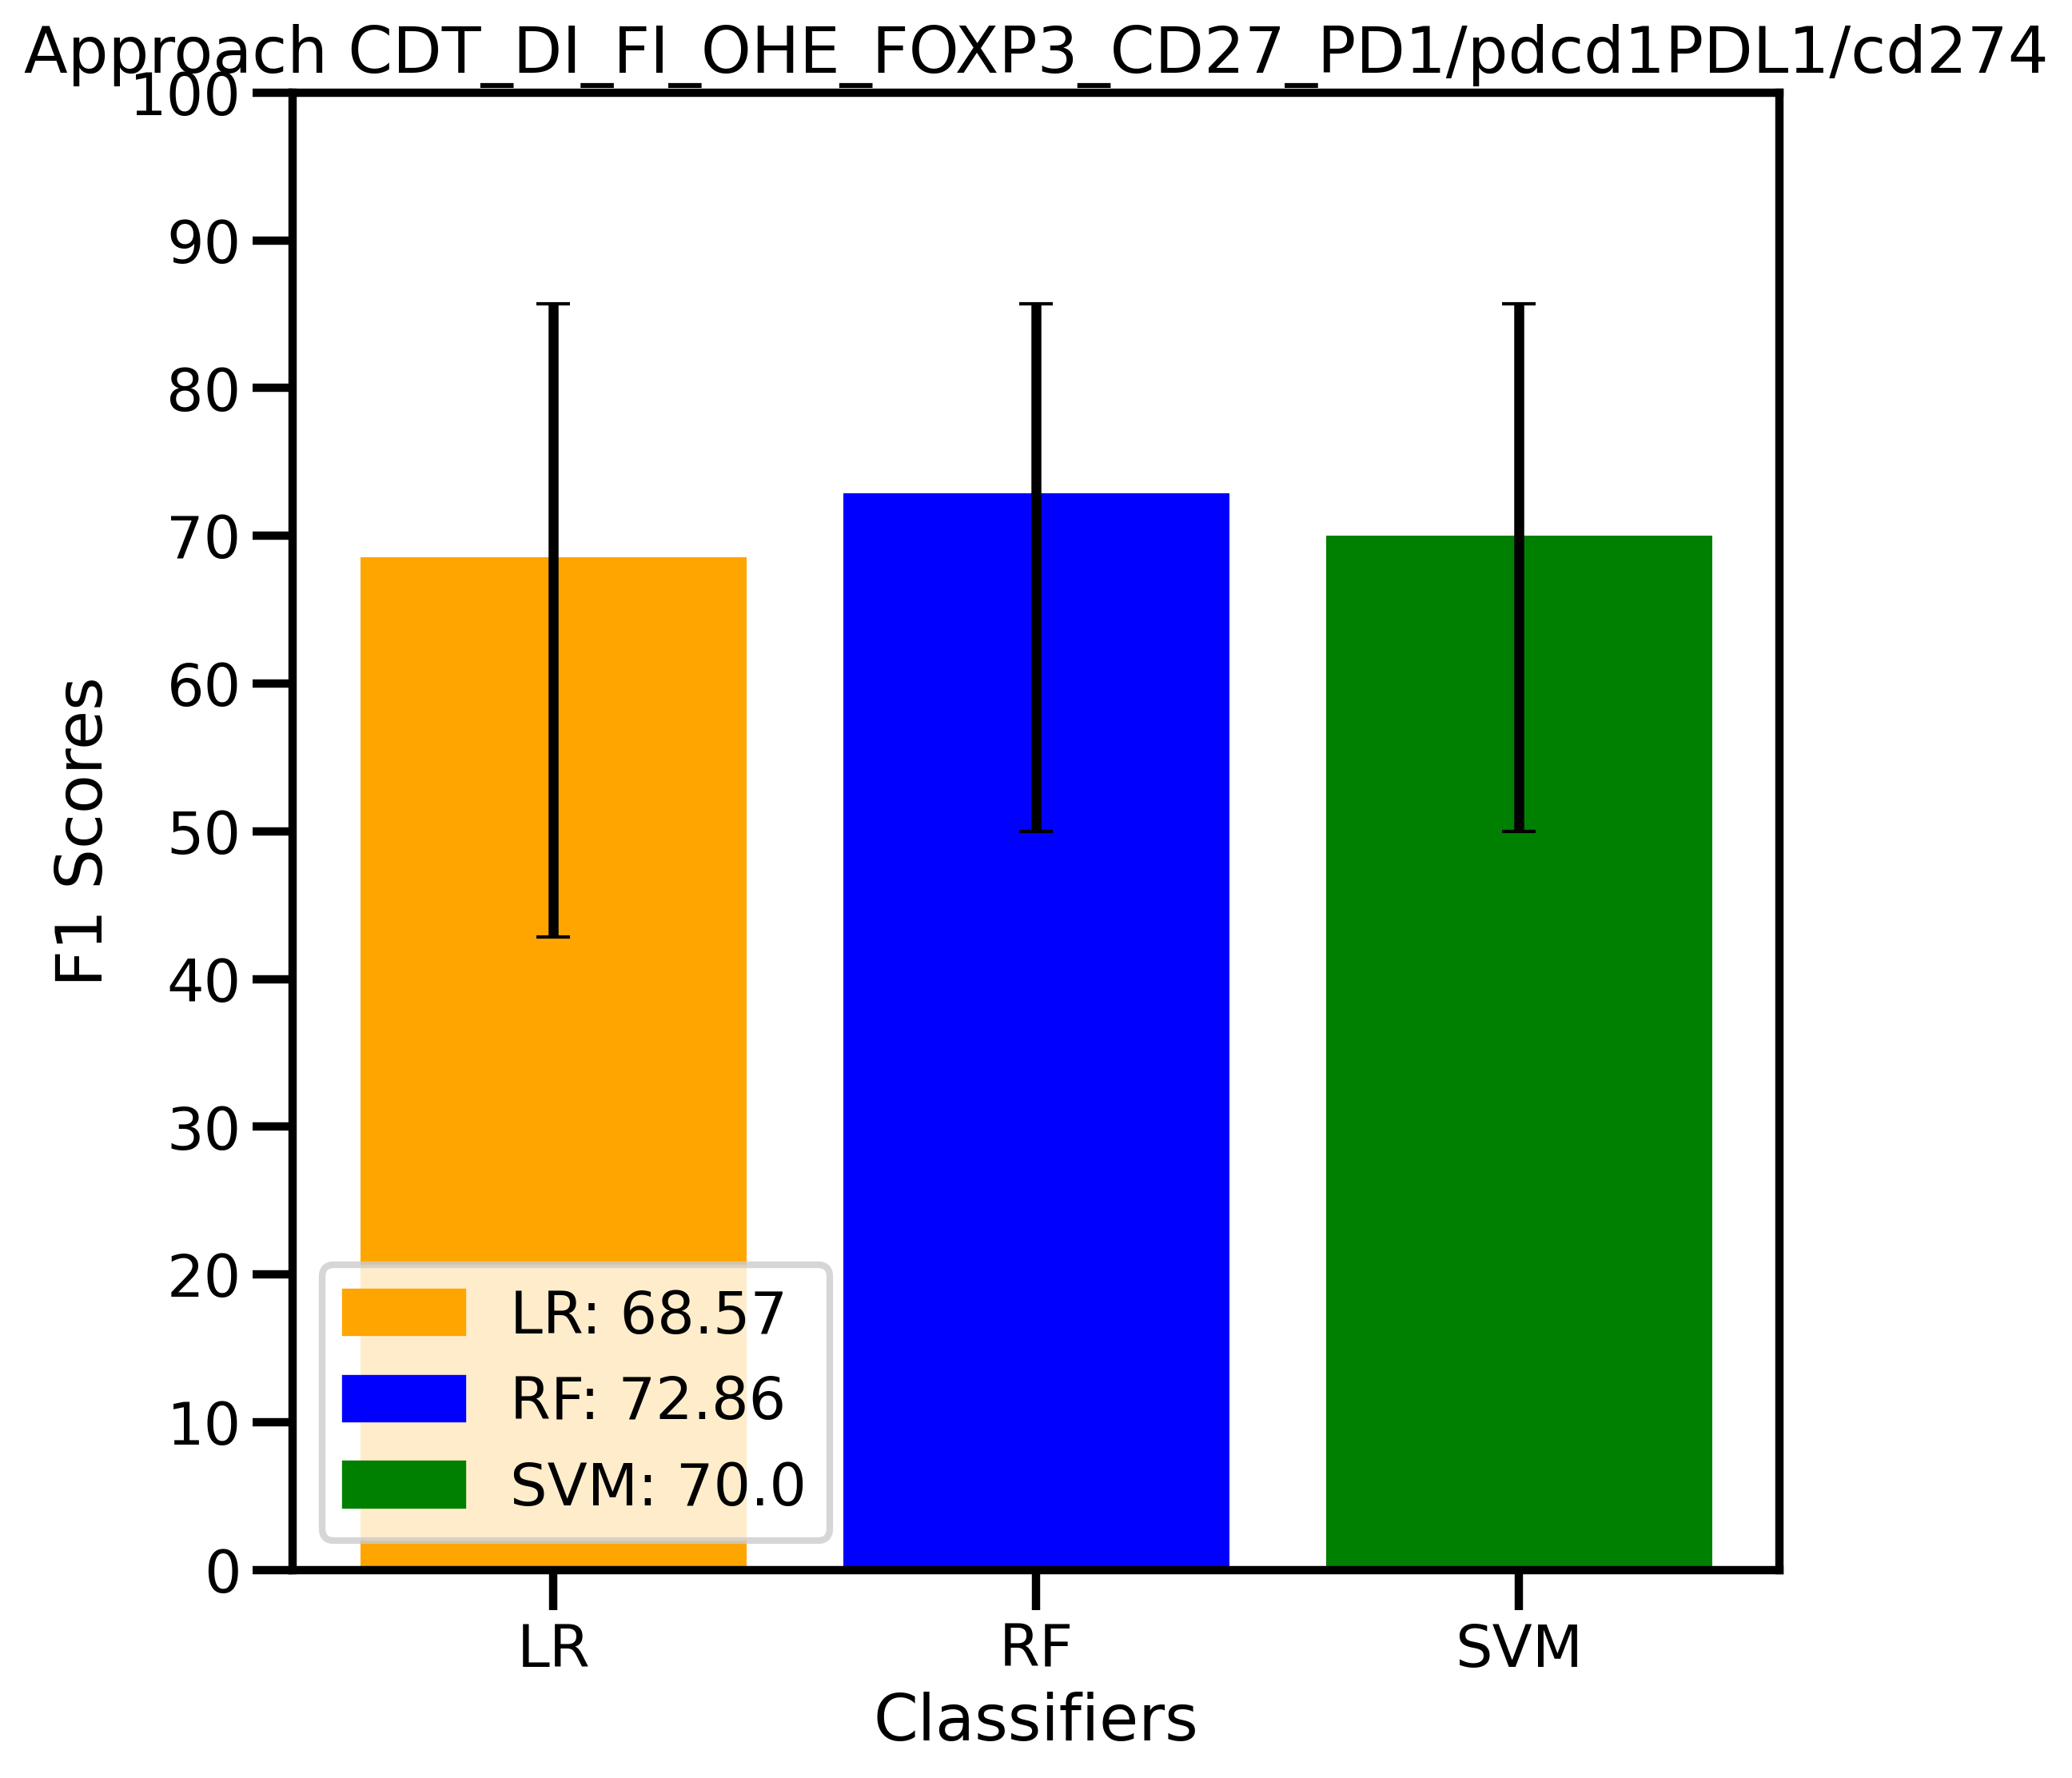 Approach CDT_DI_FI_OHE_FOXP3_CD27_PD1/pdcd1PDL1/cd274
100
90
80
70
60
50
40
30
20
10
0
F1 Scores
LR: 68.57
RF: 72.86
SVM: 70.0
LR
RF
SVM
Classifiers